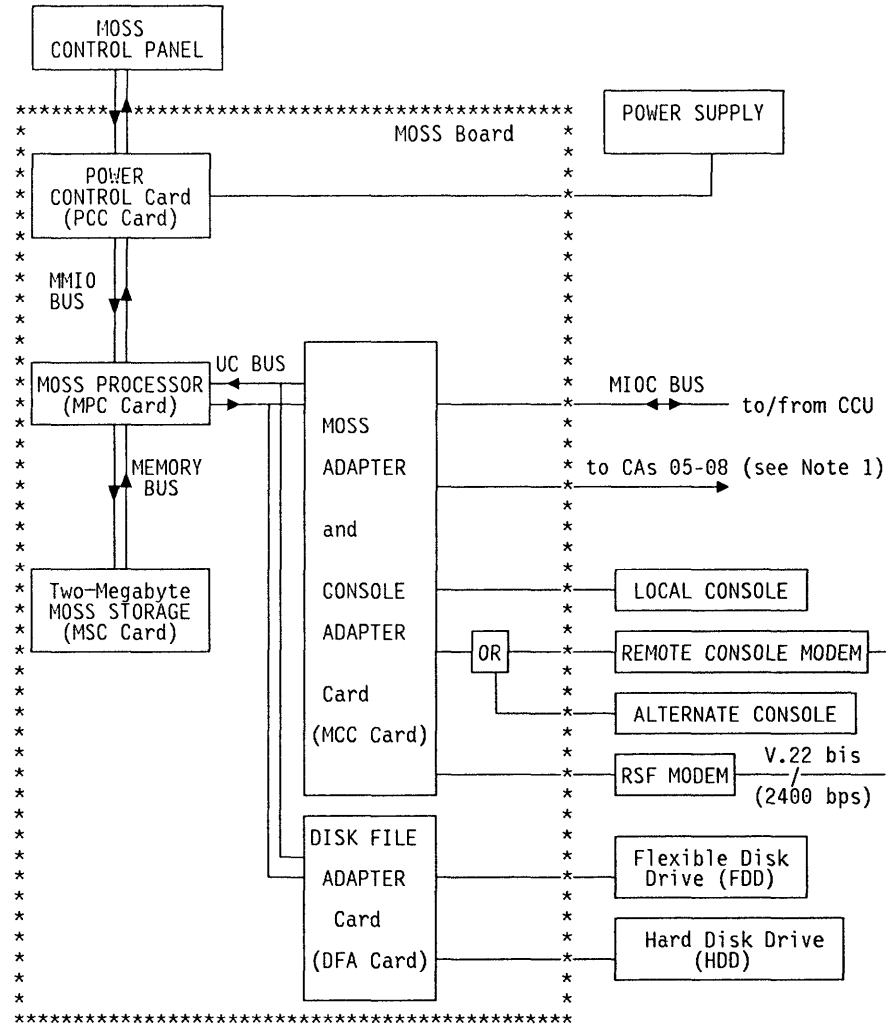 MOSS
CONTROL PANEL
POWER SUPPLY
MOSS Board
POWER
CONTROL Card
(PCC Card)
MMIO
BUS
UC BUS
MOSS PROCESSOR
(MPC Card)
MIOC BUS
to/from CCU
MEMORY
BUS
to CAs 05-08 (see Note 1)
Two-Megabyte
MOSS STORAGE
(MSC Card)
MOSS
ADAPTER
and
CONSOLE
ADAPTER
Card
(MCC Card)
LOCAL CONSOLE
OR
REMOTE CONSOLE MODEM
ALTERNATE CONSOLE
RSF MODEM
V.22 bis
(2400 bps)
DISK FILE
ADAPTER
Card
(DFA Card)
Flexible Disk
Drive (FDD)
Hard Disk Drive
(HDD)